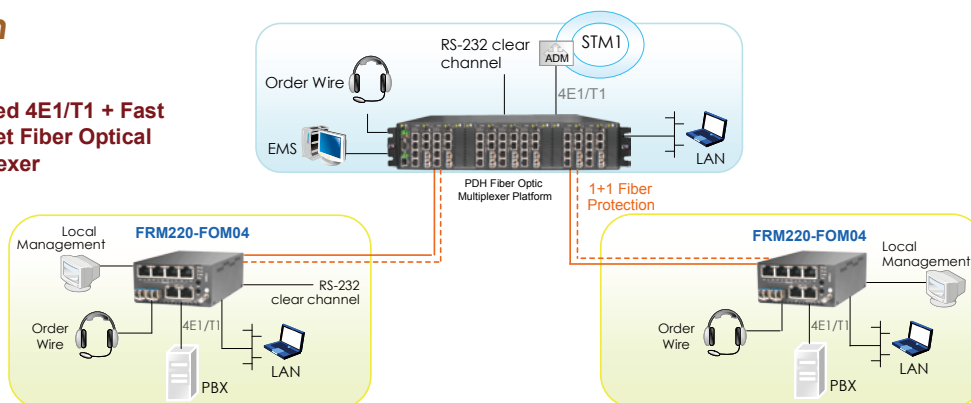 ed 4E1/T1 + Fast
et Fiber Optical
exer
RS-232 clear
channel
ADM
STM1
4E1/T1
Order Wire
EMS
LAN
PDH Fiber Optic
Multiplexer Platform
1+1 Fiber
Protection
Local
Management
FRM220-FOM04
RS-232
clear channel
Order
Wire
4E1/T1
LAN
PBX
FRM220-FOM04
Local
Management
Order
Wire
4E1/T1
LAN
PBX